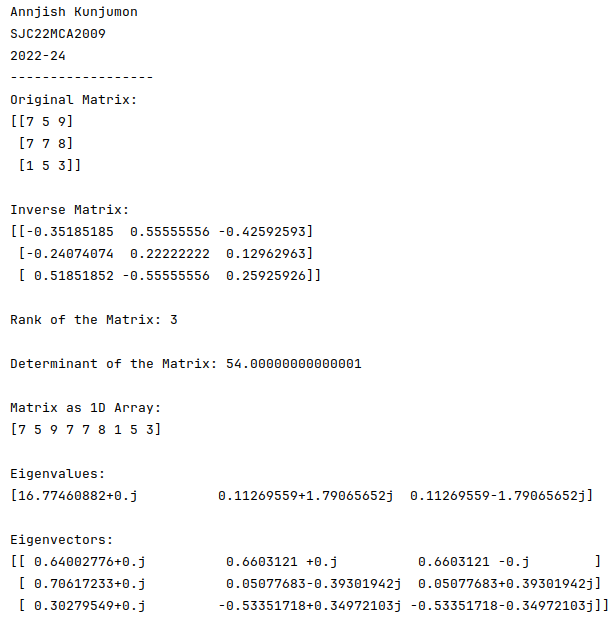 Annjish Kunjumon
SJC22MCA2009
2022-24
------------------
Original Matrix:
[[7 5 9]
 [7 7 8]
 [1 5 3]]

Inverse Matrix:
[[-0.35185185  0.55555556 -0.42592593]
 [-0.24074074  0.22222222  0.12962963]
 [ 0.51851852 -0.55555556  0.25925926]]

Rank of the Matrix: 3

Determinant of the Matrix: 54.00000000000001

Matrix as 1D Array:
[7 5 9 7 7 8 1 5 3]

Eigenvalues:
[16.77460882+0.j          0.11269559+1.79065652j  0.11269559-1.79065652j]

Eigenvectors:
[[ 0.64002776+0.j          0.6603121 +0.j          0.6603121 -0.j        ]
 [ 0.70617233+0.j          0.05077683-0.39301942j  0.05077683+0.39301942j]
 [ 0.30279549+0.j         -0.53351718+0.34972103j -0.53351718-0.34972103j]]